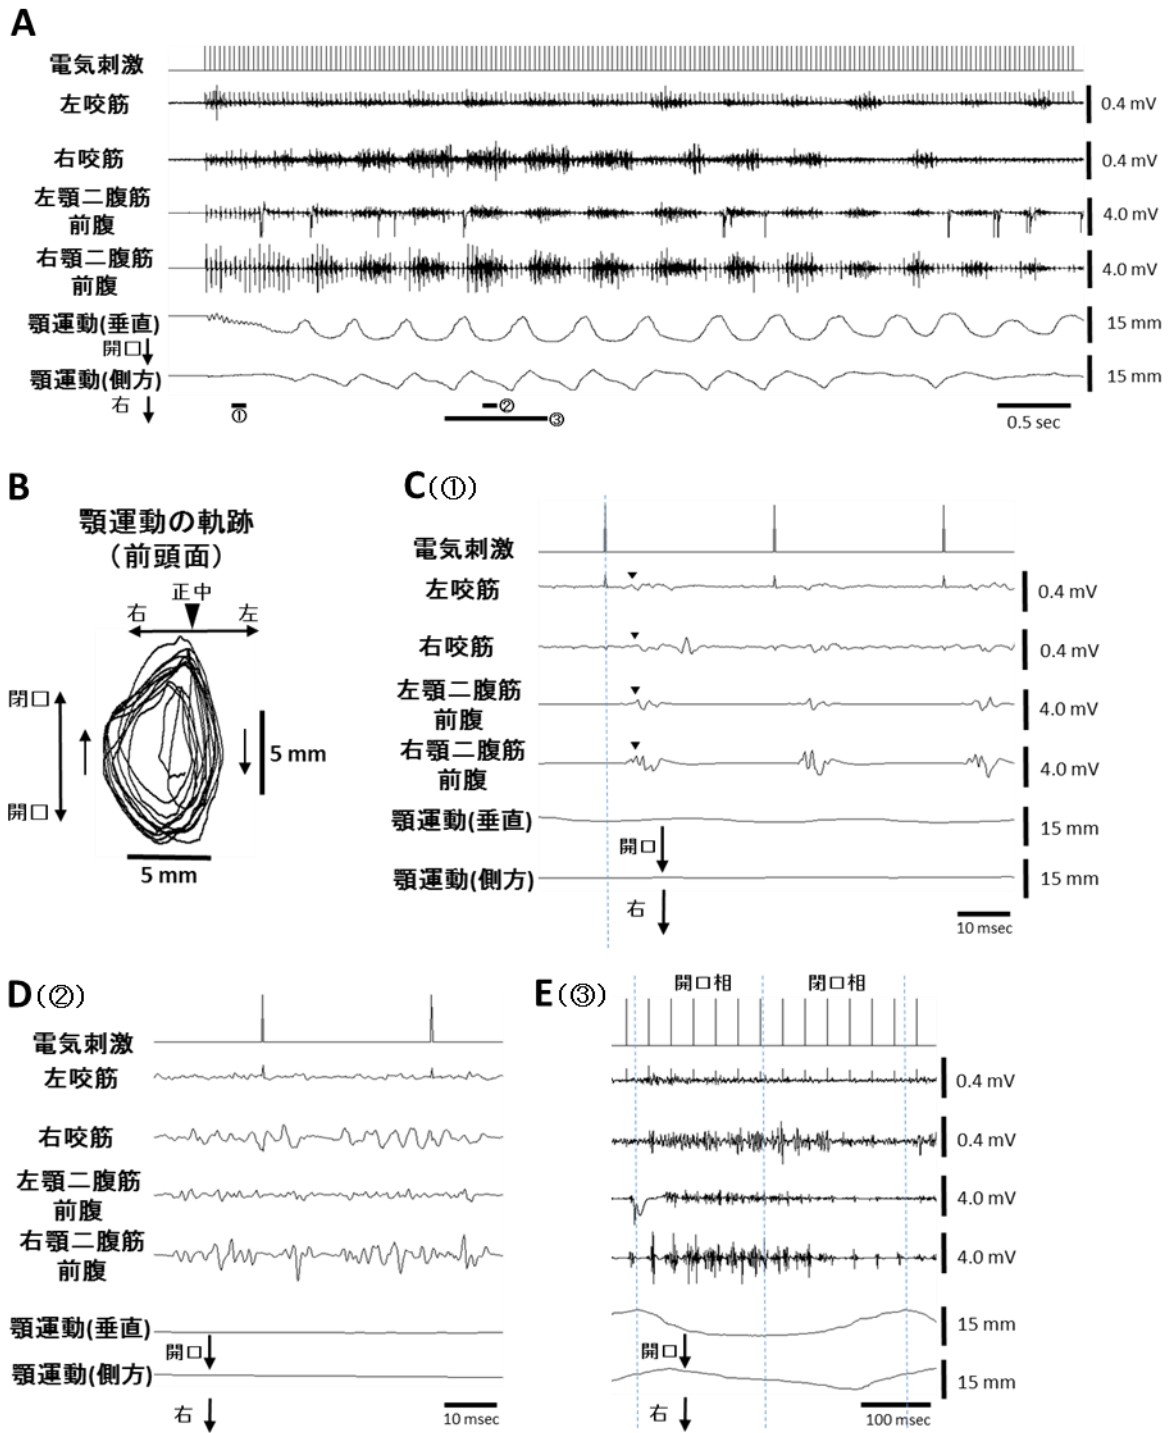 A
電気刺激
左咬筋
0.4 mV
右咬筋
0.4 mV
左顎二腹筋
前腹
4.0 mV
右顎二腹筋
前腹
4.0 mV
顎運動(垂直)
15 mm
開口
顎運動(側方)
15 mm
右
①
②
③
0.5 sec
B
顎運動の軌跡
（前頭面）
正中
右
左
閉口
開口
5 mm
5 mm
C(①)
電気刺激
左咬筋
0.4 mV
右咬筋
0.4 mV
左顎二腹筋
前腹
4.0 mV
右顎二腹筋
前腹
4.0 mV
顎運動(垂直)
15 mm
開口
顎運動(側方)
15 mm
右
10 msec
D(②)
電気刺激
左咬筋
右咬筋
左顎二腹筋
前腹
右顎二腹筋
前腹
顎運動(垂直)
開口
顎運動(側方)
右
10 msec
E(③)
開口相
閉口相
0.4 mV
0.4 mV
4.0 mV
4.0 mV
15 mm
開口
15 mm
右
100 msec